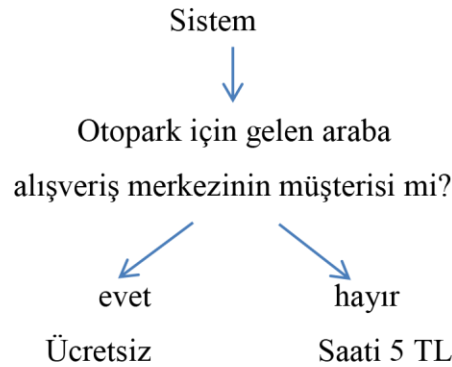 Sistem
Otopark için gelen araba
alışveriş merkezinin müşterisi mi?
evet hayır
Ücretsiz Saati 5 TL